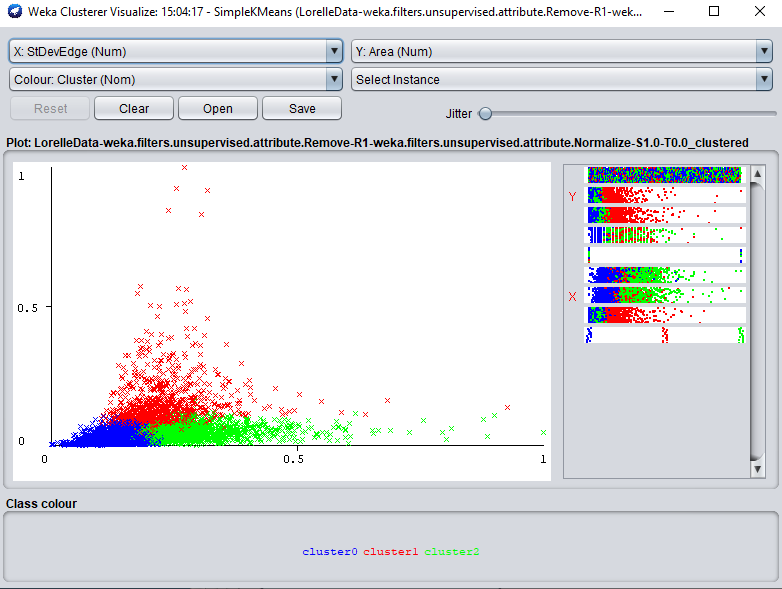 Weka Clusterer Visualize: 15:04:17 - SimpleKMeans (LorelleData-weka.filters.unsupervised.attribute.Remove-R1-wek...
X: StDevEdge (Num) Y: Area (Num)
Colour: Cluster (Nom) Select Instance
Reset Clear Open Save Jitter
Plot: LorelleData-weka.filters.unsupervised.attribute.Remove-R1-weka.filters.unsupervised.attribute.Normalize-S1.0-T0.0_clustered
1
Y
0.5
X
0
0 0.5 1
Class colour
cluster0 cluster1 cluster2